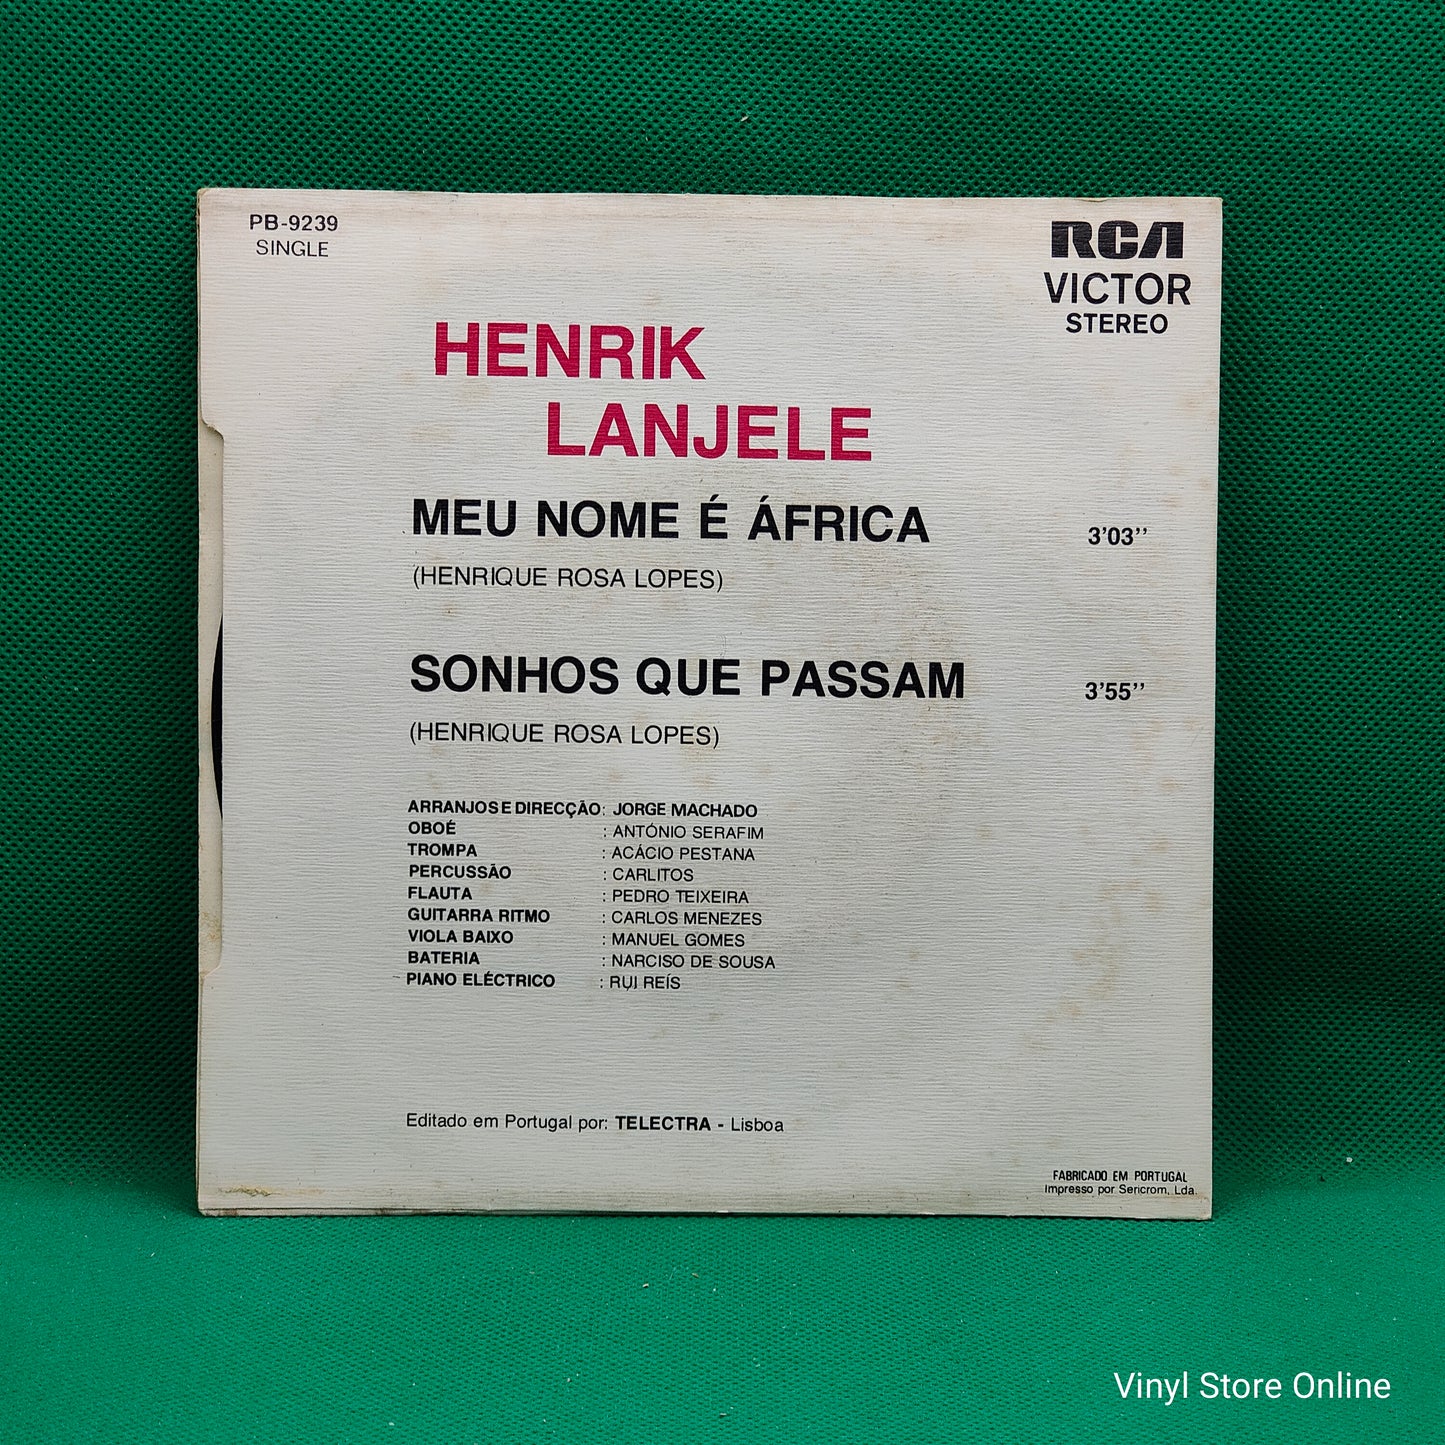 PB-9239
SINGLE
RCA
VICTOR
STEREO
HENRIK
LANJELE
MEU NOME É ÁFRICA 3'03''
(HENRIQUE ROSA LOPES)
SONHOS QUE PASSAM 3'55''
(HENRIQUE ROSA LOPES)
ARRANJOS E DIRECÇÃO: JORGE MACHADO
OBOÉ : ANTÓNIO SERAFIM
TROMPA : ACÁCIO PESTANA
PERCUSSÃO : CARLITOS
FLAUTA : PEDRO TEIXEIRA
GUITARRA RITMO : CARLOS MENEZES
VIOLA BAIXO : MANUEL GOMES
BATERIA : NARCISO DE SOUSA
PIANO ELÉCTRICO : RUI REÍS
Editado em Portugal por: TELECTRA - Lisboa
FABRICADO EM PORTUGAL
Impresso por Sericrom, Lda.
Vinyl Store Online